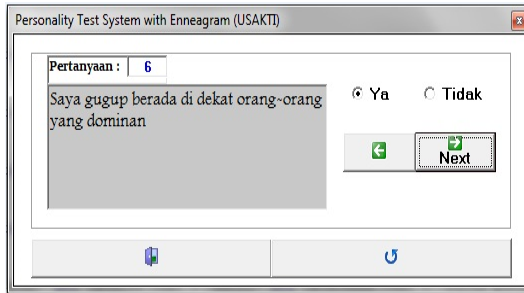 Personality Test System with Enneagram (USAKTI)
Pertanyaan : 6
Saya gugup berada di dekat orang~orang
yang dominan
Ya Tidak
Next